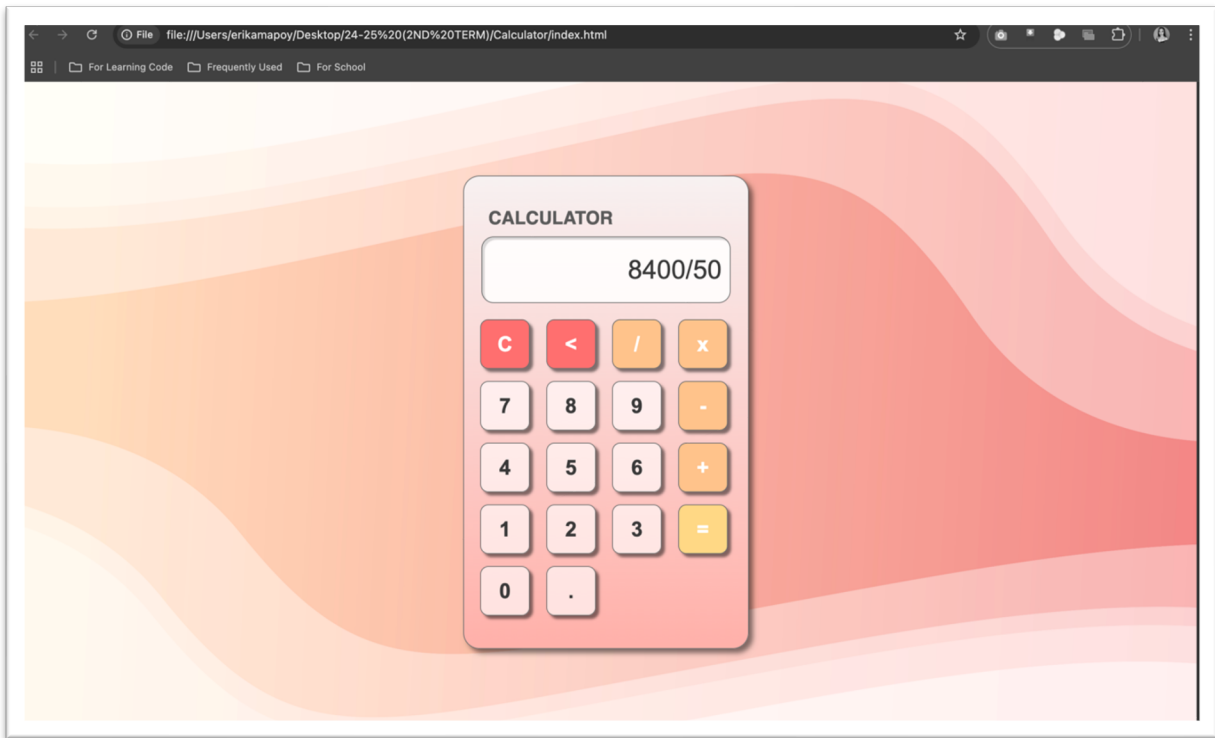 File file:///Users/erikamapoy/Desktop/24-25%20(2ND%20TERM)/Calculator/index.html
For Learning Code Frequently Used For School
CALCULATOR
8400/50
C < / x
7 8 9 -
4 5 6 +
1 2 3 =
0 .